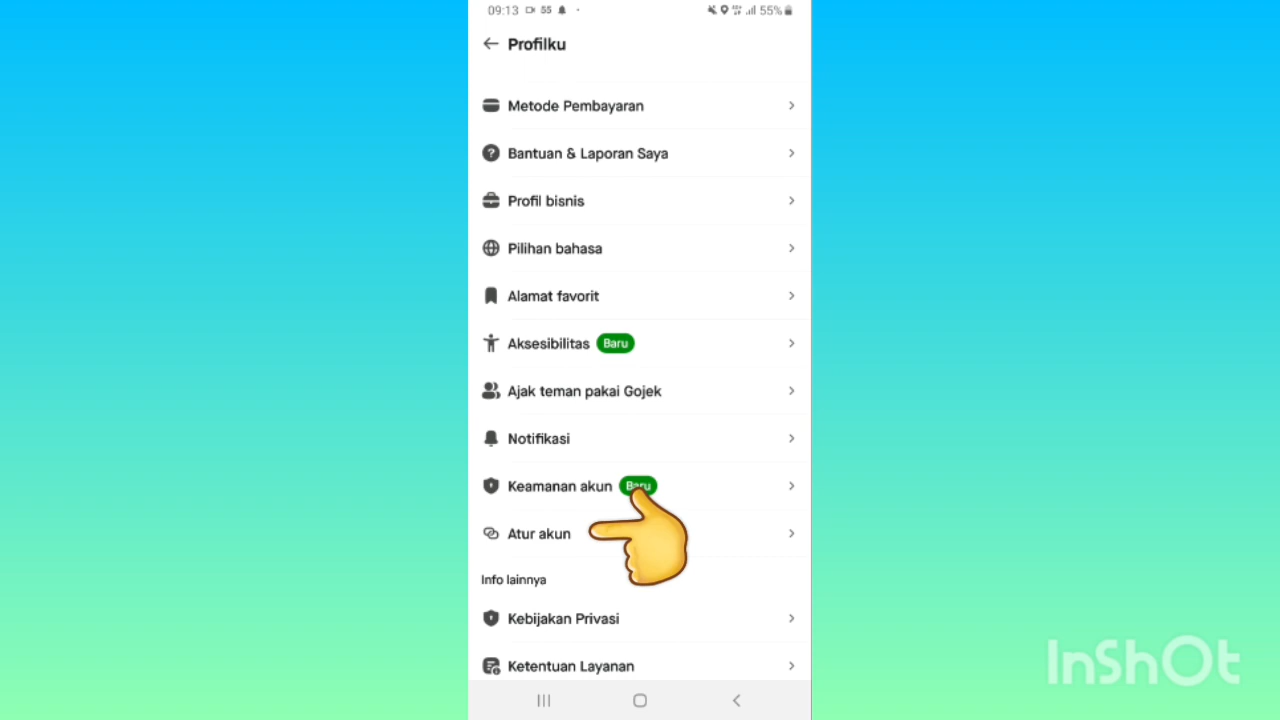 09:13 55 55%
Profilku
Metode Pembayaran
Bantuan & Laporan Saya
Profil bisnis
Pilihan bahasa
Alamat favorit
Aksesibilitas Baru
Ajak teman pakai Gojek
Notifikasi
Keamanan akun Baru
Atur akun
Info lainnya
Kebijakan Privasi
Ketentuan Layanan
InShOt